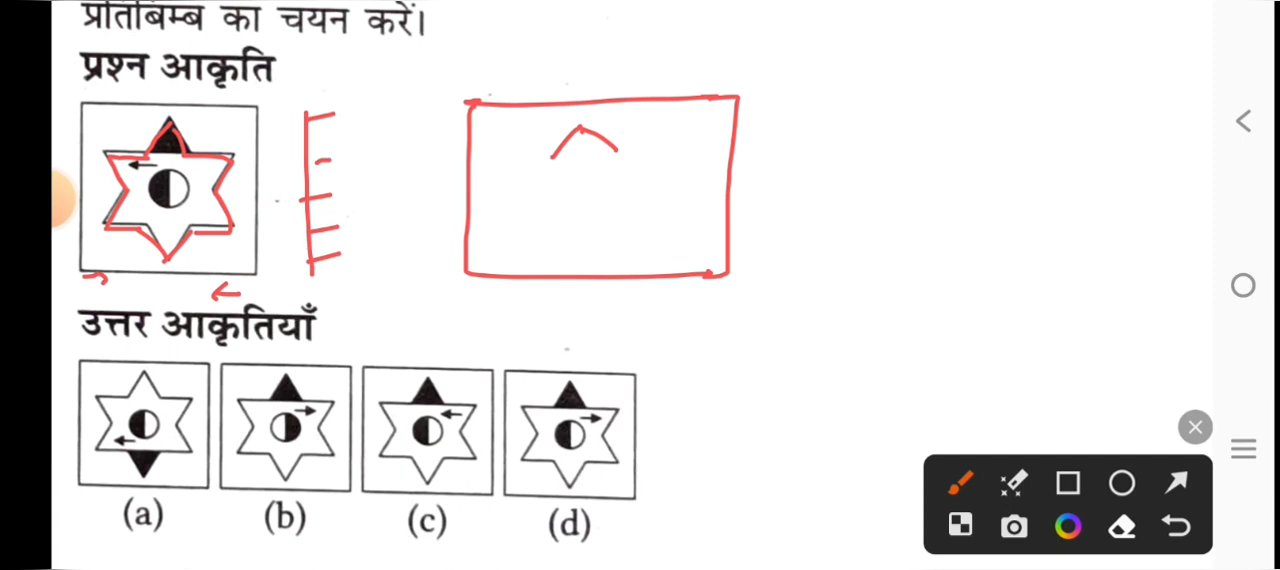 प्रतिबिम्ब का चयन करें।
प्रश्न आकृति
उत्तर आकृतियाँ
(a) (b) (c) (d)